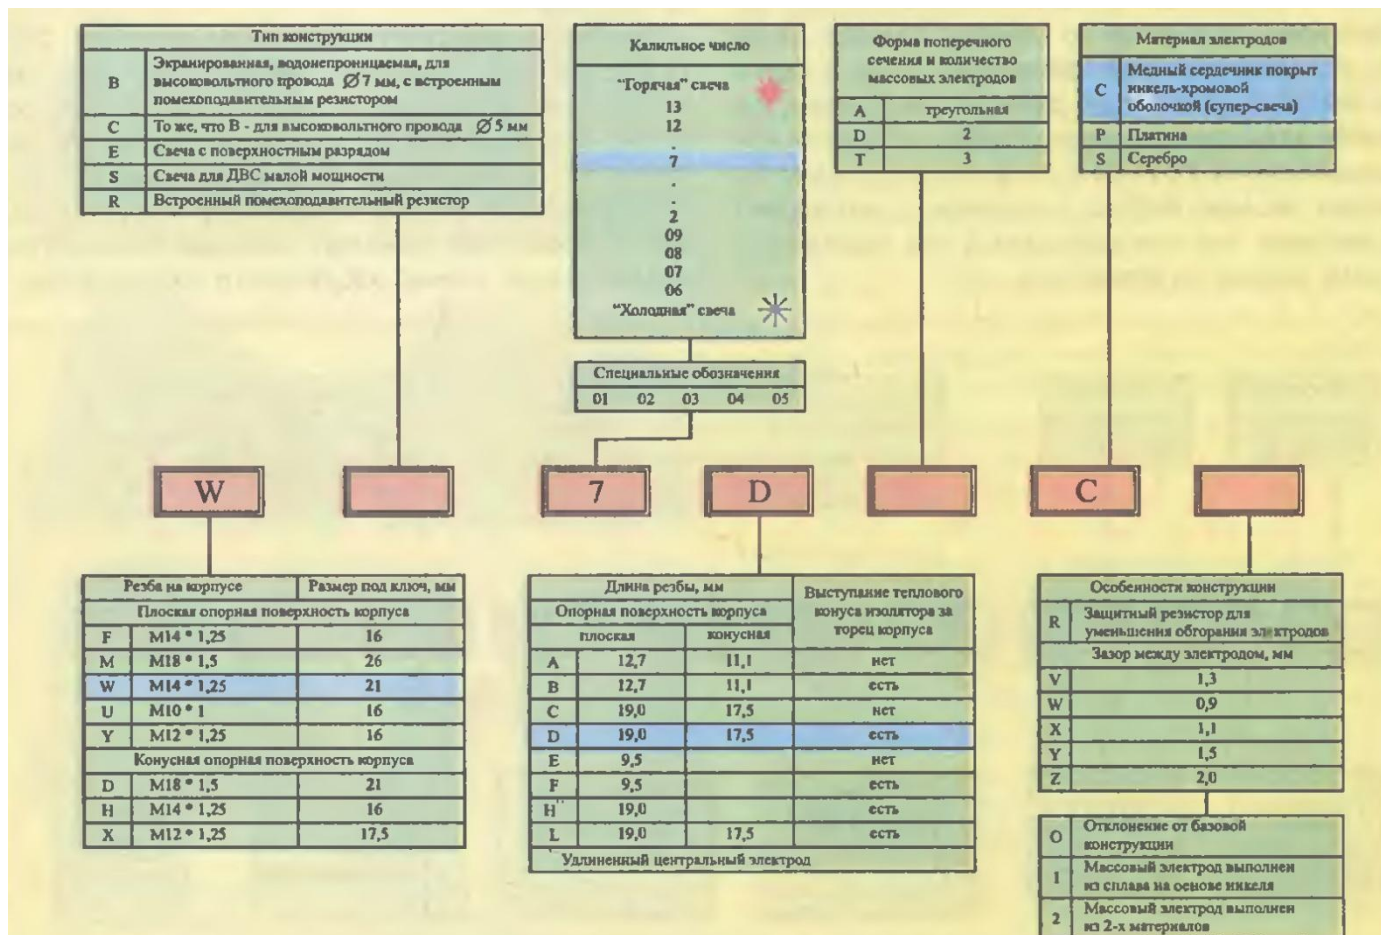 Тип конструкции
B Экранированная, водонепроницаемая, для
высоковольтного провода Ø 7 мм, с встроенным
помехоподавительным резистором
C То же, что B - для высоковольтного провода Ø 5 мм
E Свеча с поверхностным разрядом
S Свеча для ДВС малой мощности
R Встроенный помехоподавительный резистор
Калильное число
“Горячая” свеча
13
12
.
7
.
.
2
09
08
07
06
“Холодная” свеча
Специальные обозначения
01 02 03 04 05
Форма поперечного
сечения и количество
массовых электродов
A треугольная
D 2
T 3
Материал электродов
C Медный сердечник покрыт
никель-хромовой
оболочкой (супер-свеча)
P Платина
S Серебро
W 7 D C
Резба на корпусе Размер под ключ, мм
Плоская опорная поверхность корпуса
F M14 * 1,25 16
M M18 * 1,5 26
W M14 * 1,25 21
U M10 * 1 16
Y M12 * 1,25 16
Конусная опорная поверхность корпуса
D M18 * 1,5 21
H M14 * 1,25 16
X M12 * 1,25 17,5
Длина резбы, мм
Опорная поверхность корпуса
плоская конусная
Выступание теплового
конуса изолятора за
торец корпуса
A 12,7 11,1 нет
B 12,7 11,1 есть
C 19,0 17,5 нет
D 19,0 17,5 есть
E 9,5 нет
F 9,5 есть
H 19,0 есть
L 19,0 17,5 есть
Удлиненный центральный электрод
Особенности конструкции
R Защитный резистор для
уменьшения обгорания электродов
Зазор между электродом, мм
V 1,3
W 0,9
X 1,1
Y 1,5
Z 2,0
O Отклонение от базовой
конструкции
1 Массовый электрод выполнен
из сплава на основе никеля
2 Массовый электрод выполнен
из 2-х материалов